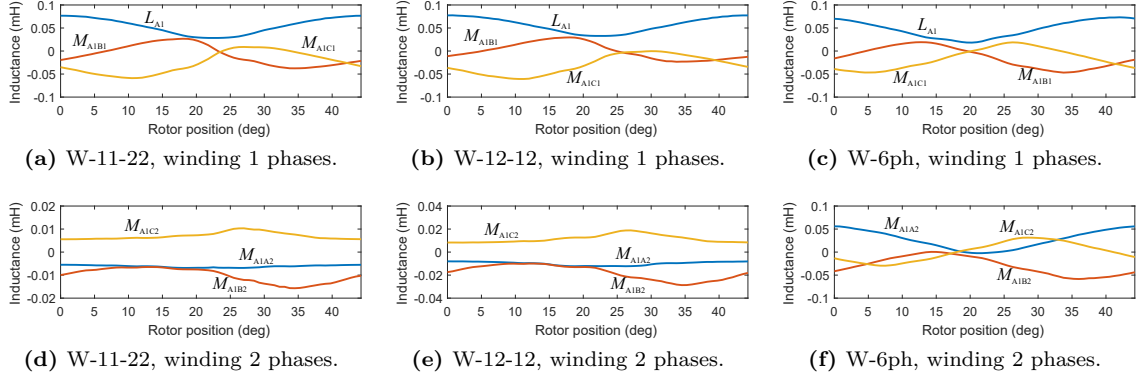 Inductance (mH)
0.1
0.05
0
-0.05
-0.1
L_A1
M_A1B1
M_A1C1
0 5 10 15 20 25 30 35 40
Rotor position (deg)
(a) W-11-22, winding 1 phases.
Inductance (mH)
0.1
0.05
0
-0.05
-0.1
L_A1
M_A1B1
M_A1C1
0 5 10 15 20 25 30 35 40
Rotor position (deg)
(b) W-12-12, winding 1 phases.
Inductance (mH)
0.1
0.05
0
-0.05
-0.1
L_A1
M_A1C1
M_A1B1
0 5 10 15 20 25 30 35 40
Rotor position (deg)
(c) W-6ph, winding 1 phases.
Inductance (mH)
0.02
0.01
0
-0.01
-0.02
M_A1C2
M_A1A2
M_A1B2
0 5 10 15 20 25 30 35 40
Rotor position (deg)
(d) W-11-22, winding 2 phases.
Inductance (mH)
0.04
0.02
0
-0.02
-0.04
M_A1C2
M_A1A2
M_A1B2
0 5 10 15 20 25 30 35 40
Rotor position (deg)
(e) W-12-12, winding 2 phases.
Inductance (mH)
0.1
0.05
0
-0.05
-0.1
M_A1A2
M_A1C2
M_A1B2
0 5 10 15 20 25 30 35 40
Rotor position (deg)
(f) W-6ph, winding 2 phases.